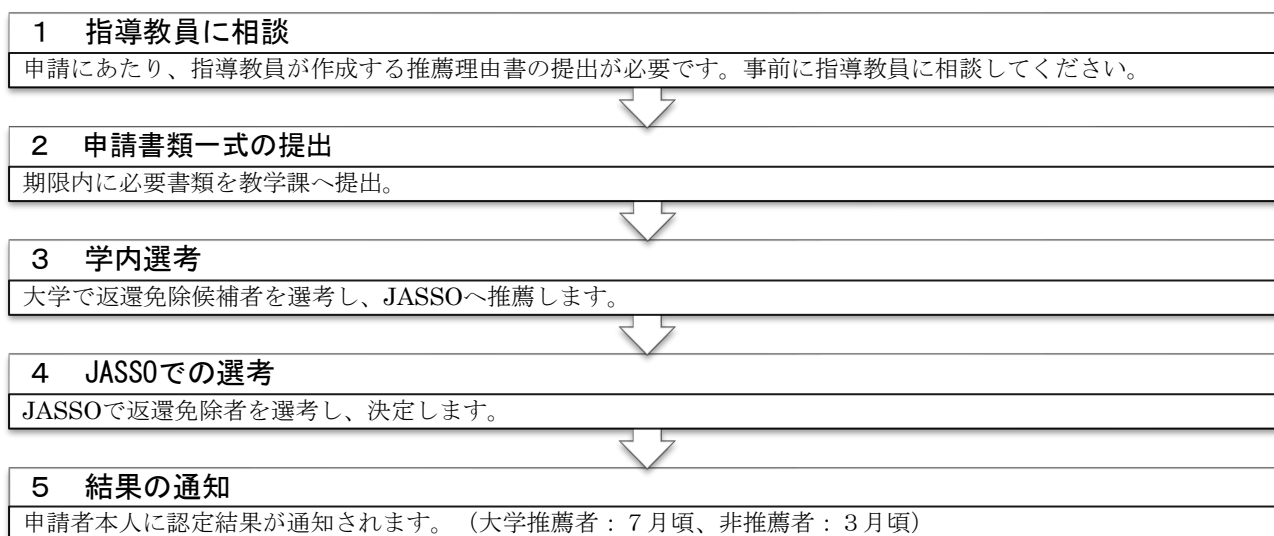 １　指導教員に相談
申請にあたり、指導教員が作成する推薦理由書の提出が必要です。事前に指導教員に相談してください。
２　申請書類一式の提出
期限内に必要書類を教学課へ提出。
３　学内選考
大学で返還免除候補者を選考し、JASSOへ推薦します。
４　JASSOでの選考
JASSOで返還免除者を選考し、決定します。
５　結果の通知
申請者本人に認定結果が通知されます。（大学推薦者：７月頃、非推薦者：３月頃）